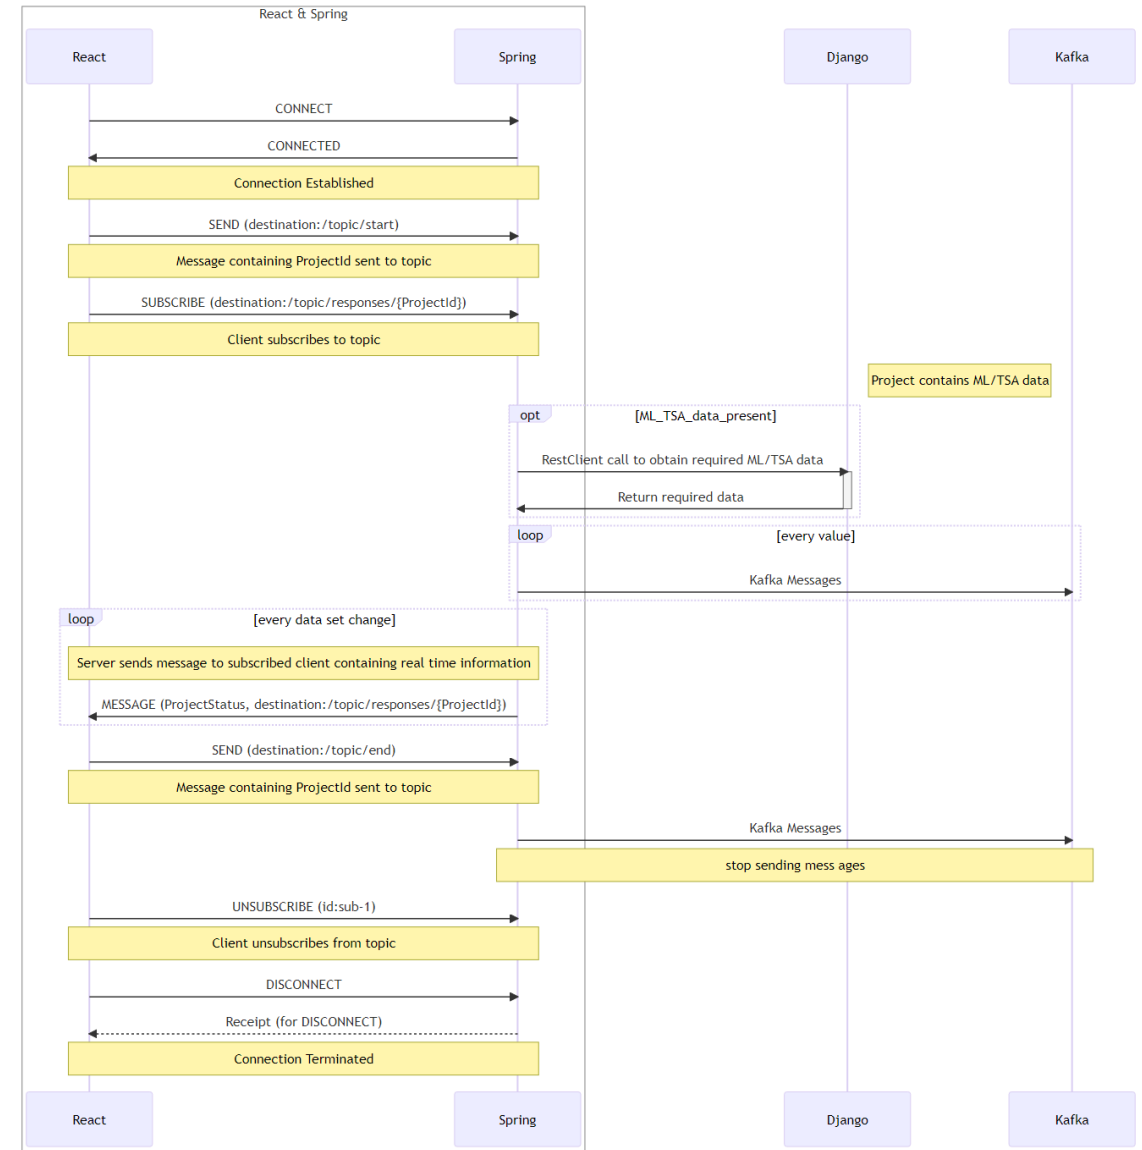 React & Spring
React
Spring
Django
Kafka
CONNECT
CONNECTED
Connection Established
SEND (destination:/topic/start)
Message containing ProjectId sent to topic
SUBSCRIBE (destination:/topic/responses/{ProjectId})
Client subscribes to topic
Project contains ML/TSA data
opt
[ML_TSA_data_present]
RestClient call to obtain required ML/TSA data
Return required data
loop
[every value]
Kafka Messages
loop
[every data set change]
Server sends message to subscribed client containing real time information
MESSAGE (ProjectStatus, destination:/topic/responses/{ProjectId})
SEND (destination:/topic/end)
Message containing ProjectId sent to topic
Kafka Messages
stop sending mess ages
UNSUBSCRIBE (id:sub-1)
Client unsubscribes from topic
DISCONNECT
Receipt (for DISCONNECT)
Connection Terminated
React
Spring
Django
Kafka